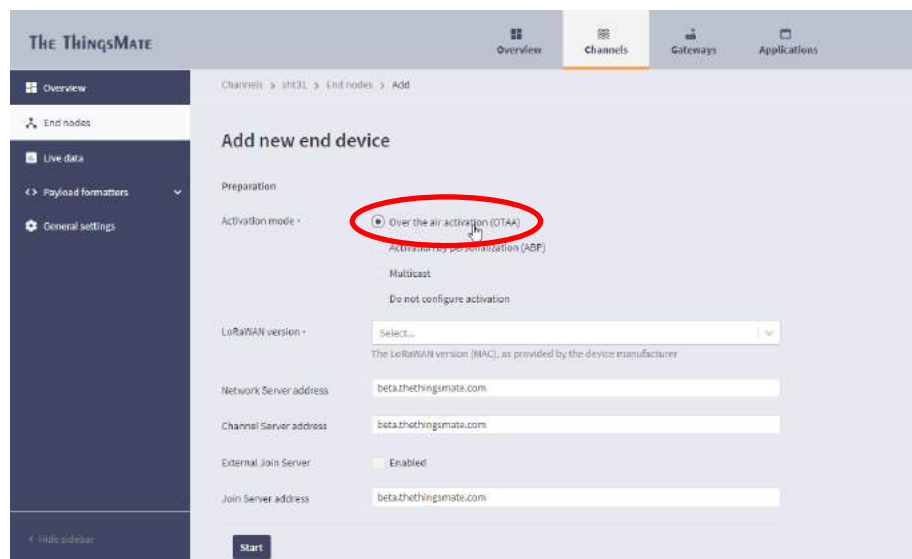 THE THINGSMATE
Overview
Channels
Gateways
Applications
Overview
End nodes
Live data
Payload formatters
General settings
Hide sidebar
Channels > sht31 > End nodes > Add
Add new end device
Preparation
Activation mode *
Over the air activation (OTAA)
Activation by personalization (ABP)
Multicast
Do not configure activation
LoRaWAN version *
Select...
The LoRaWAN version (MAC), as provided by the device manufacturer
Network Server address
beta.thethingsmate.com
Channel Server address
beta.thethingsmate.com
External Join Server
Enabled
Join Server address
beta.thethingsmate.com
Start